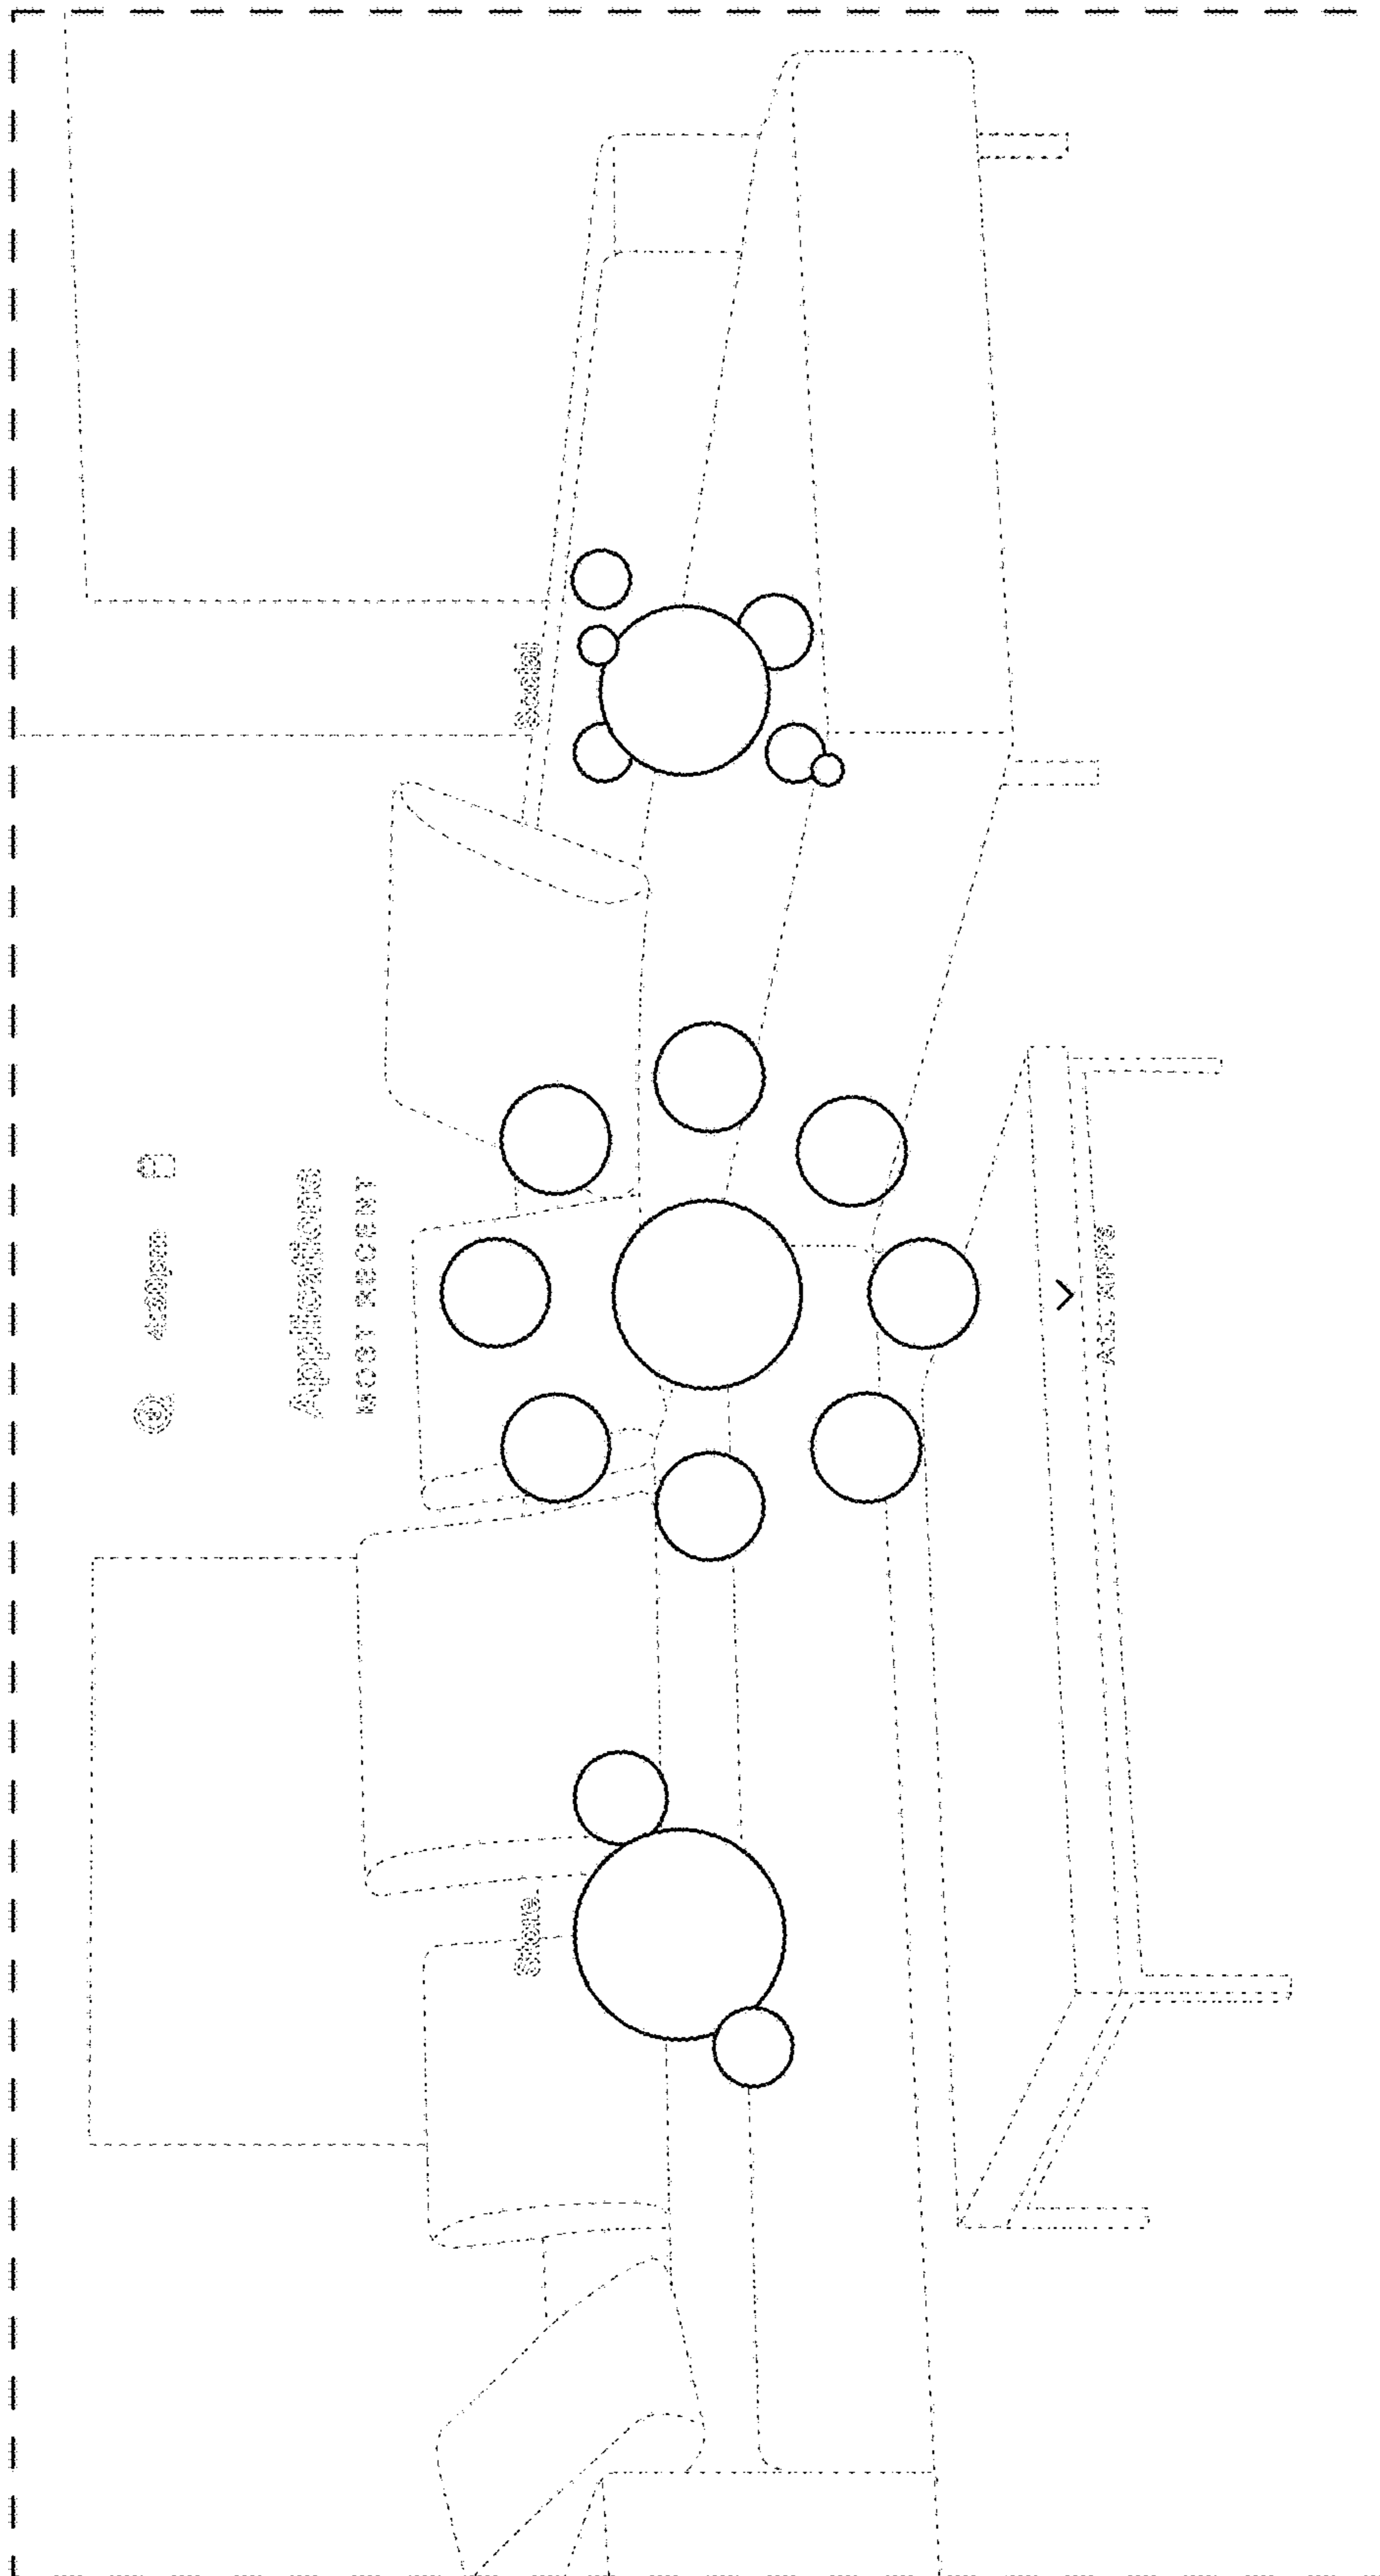 4:30pm
Applications
MOST RECENT
Store
Social
ALL APPS